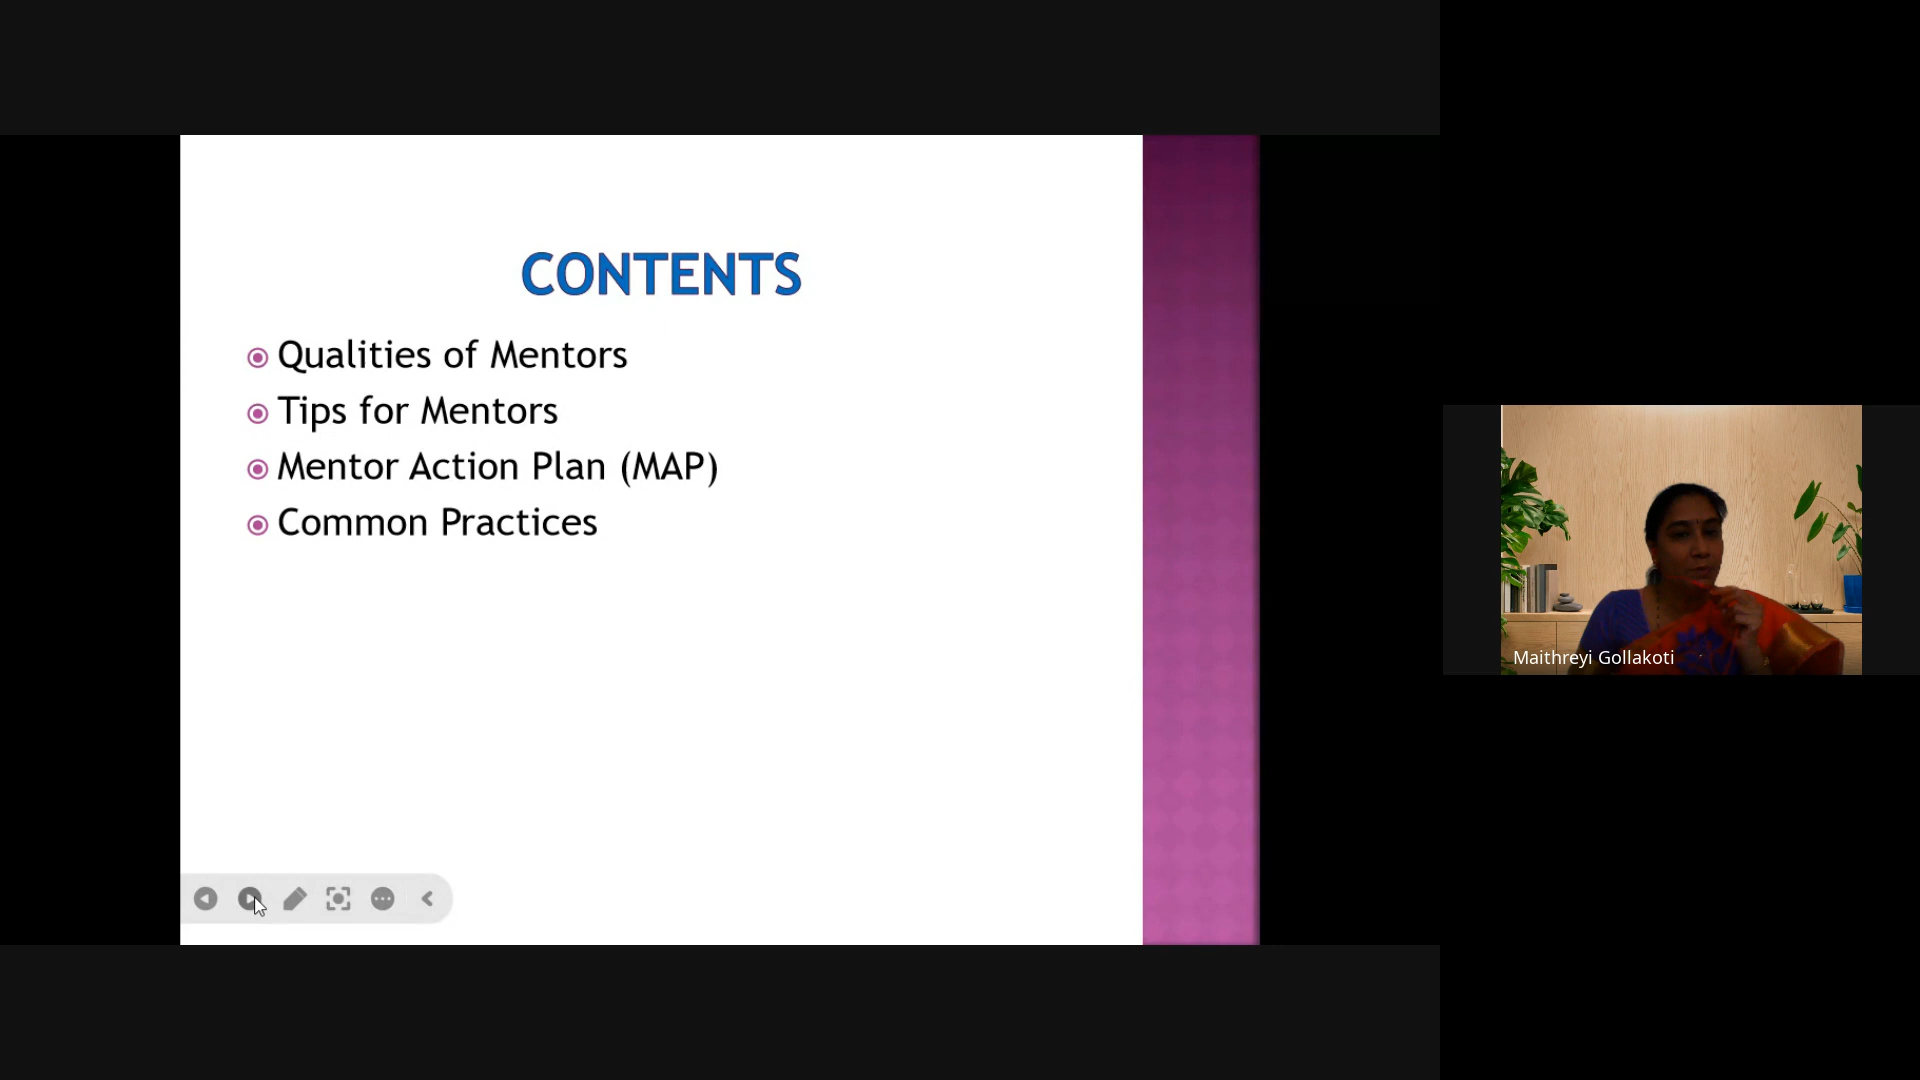 CONTENTS
Qualities of Mentors
Tips for Mentors
Mentor Action Plan (MAP)
Common Practices
Maithreyi Gollakoti